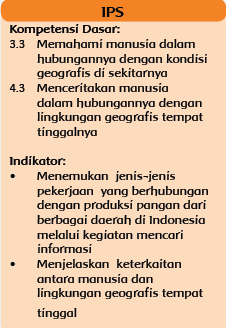 IPS
Kompetensi Dasar:
3.3 Memahami manusia dalam
hubungannya dengan kondisi
geografis di sekitarnya
4.3 Menceritakan manusia
dalam hubungannya dengan
lingkungan geografis tempat
tinggalnya
Indikator:
• Menemukan jenis-jenis
pekerjaan yang berhubungan
dengan produksi pangan dari
berbagai daerah di Indonesia
melalui kegiatan mencari
informasi
• Menjelaskan keterkaitan
antara manusia dan
lingkungan geografis tempat
tinggal